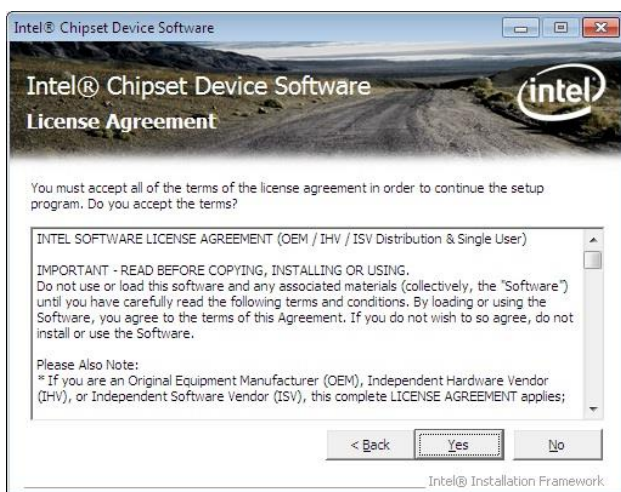 Intel® Chipset Device Software
Intel® Chipset Device Software
intel
License Agreement
You must accept all of the terms of the license agreement in order to continue the setup
program. Do you accept the terms?
INTEL SOFTWARE LICENSE AGREEMENT (OEM / IHV / ISV Distribution & Single User)
IMPORTANT - READ BEFORE COPYING, INSTALLING OR USING.
Do not use or load this software and any associated materials (collectively, the "Software")
until you have carefully read the following terms and conditions. By loading or using the
Software, you agree to the terms of this Agreement. If you do not wish to so agree, do not
install or use the Software.
Please Also Note:
* If you are an Original Equipment Manufacturer (OEM), Independent Hardware Vendor
(IHV), or Independent Software Vendor (ISV), this complete LICENSE AGREEMENT applies;
< Back Yes No
Intel® Installation Framework